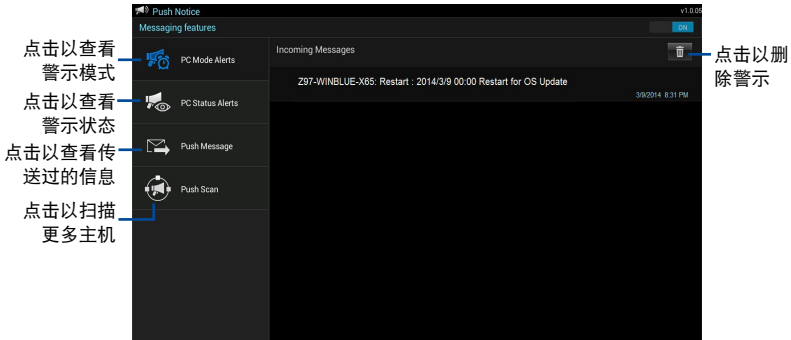 Push Notice
v1.0.05
Messaging features
ON
点击以查看
警示模式
PC Mode Alerts
点击以查看
警示状态
PC Status Alerts
点击以查看传
送过的信息
Push Message
点击以扫描
更多主机
Push Scan
Incoming Messages
点击以删
除警示
Z97-WINBLUE-X65: Restart : 2014/3/9 00:00 Restart for OS Update
3/9/2014 8:31 PM